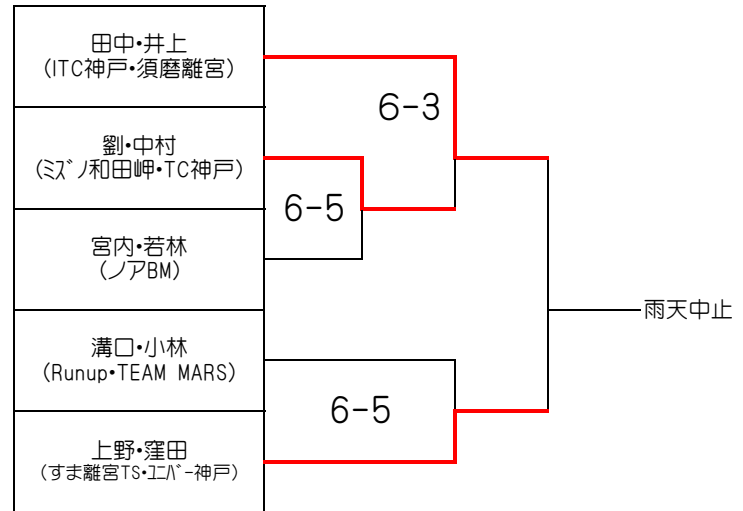 田中・井上
(ITC神戸・須磨離宮)
6-3
劉・中村
(ミズノ和田岬・TC神戸)
6-5
宮内・若林
(ノアBM)
雨天中止
溝口・小林
(Runup・TEAM MARS)
6-5
上野・窪田
(すま離宮TS・ユニバー神戸)